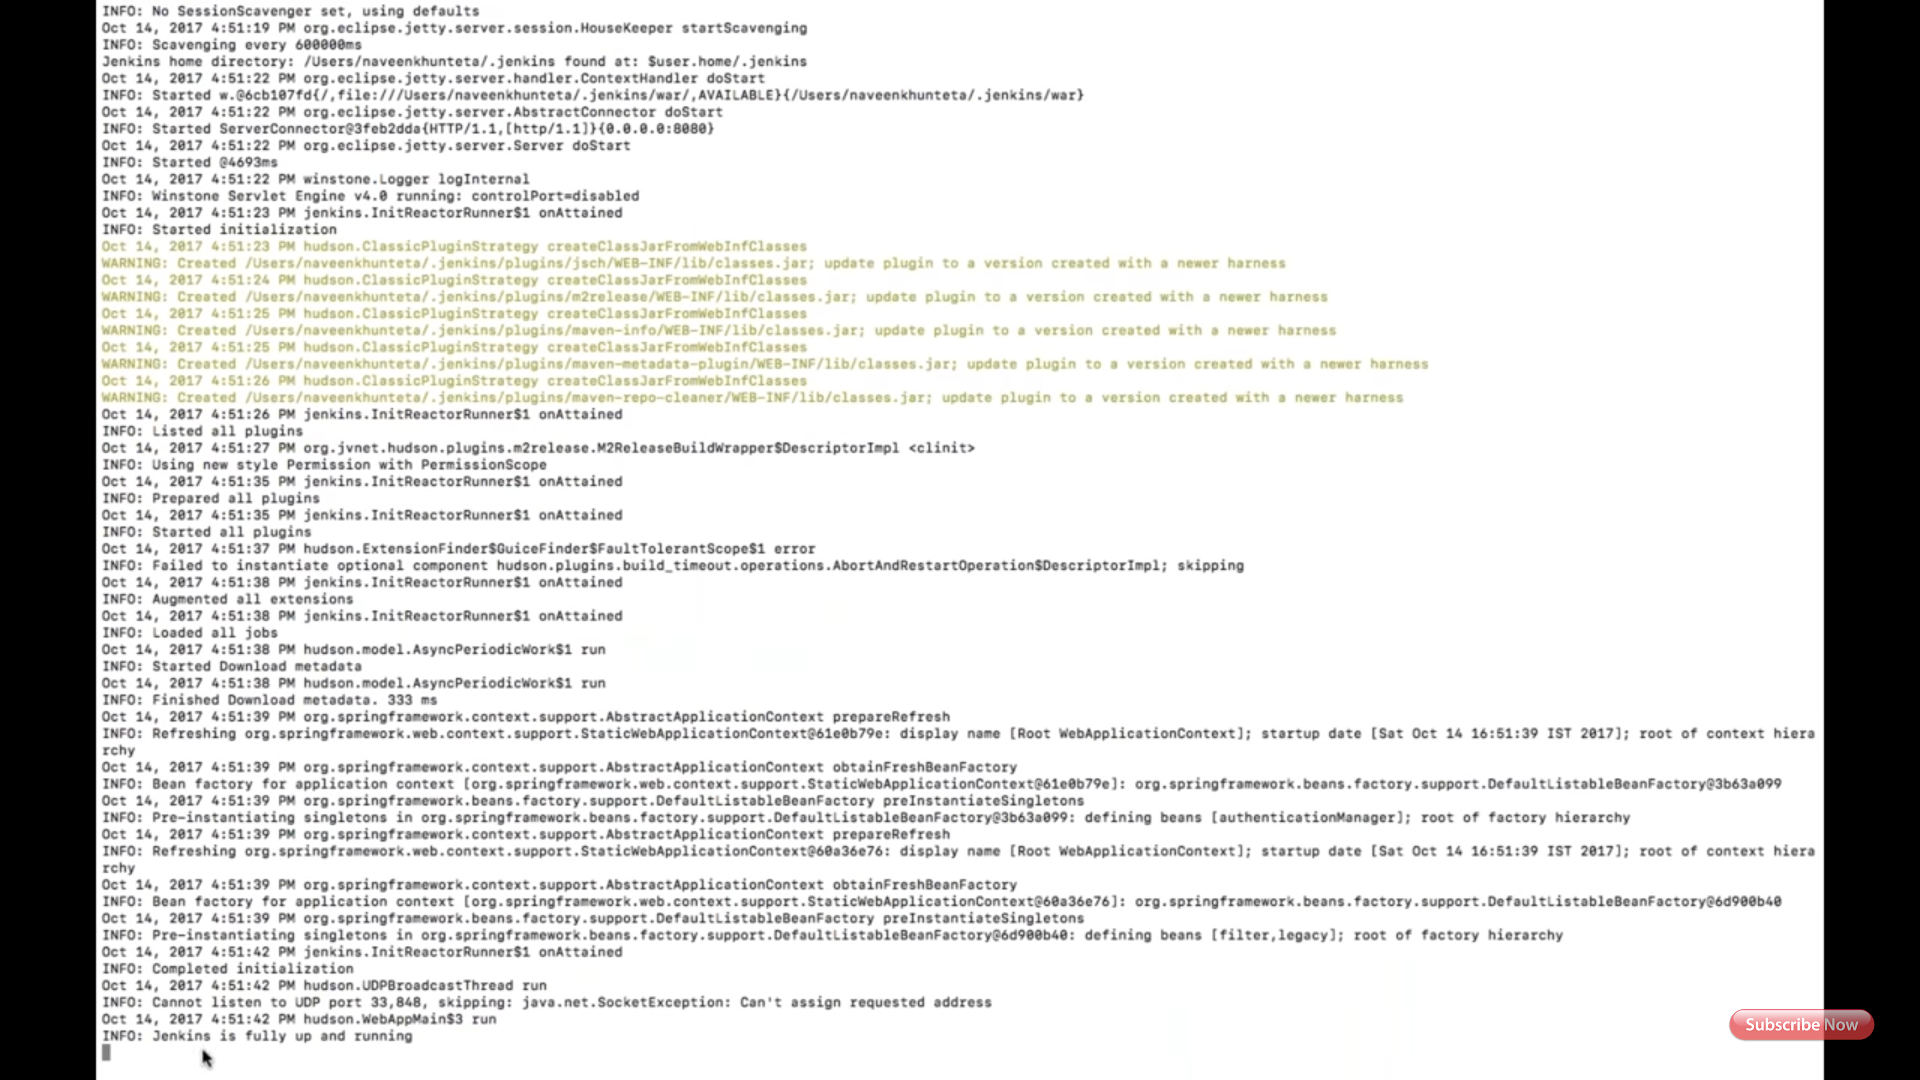 INFO: No SessionScavenger set, using defaults
Oct 14, 2017 4:51:19 PM org.eclipse.jetty.server.session.HouseKeeper startScavenging
INFO: Scavenging every 600000ms
Jenkins home directory: /Users/naveenkhunteta/.jenkins found at: $user.home/.jenkins
Oct 14, 2017 4:51:22 PM org.eclipse.jetty.server.handler.ContextHandler doStart
INFO: Started w.@6cb107fd{/,file:///Users/naveenkhunteta/.jenkins/war/,AVAILABLE}{/Users/naveenkhunteta/.jenkins/war}
Oct 14, 2017 4:51:22 PM org.eclipse.jetty.server.AbstractConnector doStart
INFO: Started ServerConnector@3feb2dda{HTTP/1.1,[http/1.1]}{0.0.0.0:8080}
Oct 14, 2017 4:51:22 PM org.eclipse.jetty.server.Server doStart
INFO: Started @4693ms
Oct 14, 2017 4:51:22 PM winstone.Logger logInternal
INFO: Winstone Servlet Engine v4.0 running: controlPort=disabled
Oct 14, 2017 4:51:23 PM jenkins.InitReactorRunner$1 onAttained
INFO: Started initialization
Oct 14, 2017 4:51:23 PM hudson.ClassicPluginStrategy createClassJarFromWebInfClasses
WARNING: Created /Users/naveenkhunteta/.jenkins/plugins/jsch/WEB-INF/lib/classes.jar; update plugin to a version created with a newer harness
Oct 14, 2017 4:51:24 PM hudson.ClassicPluginStrategy createClassJarFromWebInfClasses
WARNING: Created /Users/naveenkhunteta/.jenkins/plugins/m2release/WEB-INF/lib/classes.jar; update plugin to a version created with a newer harness
Oct 14, 2017 4:51:25 PM hudson.ClassicPluginStrategy createClassJarFromWebInfClasses
WARNING: Created /Users/naveenkhunteta/.jenkins/plugins/maven-info/WEB-INF/lib/classes.jar; update plugin to a version created with a newer harness
Oct 14, 2017 4:51:25 PM hudson.ClassicPluginStrategy createClassJarFromWebInfClasses
WARNING: Created /Users/naveenkhunteta/.jenkins/plugins/maven-metadata-plugin/WEB-INF/lib/classes.jar; update plugin to a version created with a newer harness
Oct 14, 2017 4:51:26 PM hudson.ClassicPluginStrategy createClassJarFromWebInfClasses
WARNING: Created /Users/naveenkhunteta/.jenkins/plugins/maven-repo-cleaner/WEB-INF/lib/classes.jar; update plugin to a version created with a newer harness
Oct 14, 2017 4:51:26 PM jenkins.InitReactorRunner$1 onAttained
INFO: Listed all plugins
Oct 14, 2017 4:51:27 PM org.jvnet.hudson.plugins.m2release.M2ReleaseBuildWrapper$DescriptorImpl <clinit>
INFO: Using new style Permission with PermissionScope
Oct 14, 2017 4:51:35 PM jenkins.InitReactorRunner$1 onAttained
INFO: Prepared all plugins
Oct 14, 2017 4:51:35 PM jenkins.InitReactorRunner$1 onAttained
INFO: Started all plugins
Oct 14, 2017 4:51:37 PM hudson.ExtensionFinder$GuiceFinder$FaultTolerantScope$1 error
INFO: Failed to instantiate optional component hudson.plugins.build_timeout.operations.AbortAndRestartOperation$DescriptorImpl; skipping
Oct 14, 2017 4:51:38 PM jenkins.InitReactorRunner$1 onAttained
INFO: Augmented all extensions
Oct 14, 2017 4:51:38 PM jenkins.InitReactorRunner$1 onAttained
INFO: Loaded all jobs
Oct 14, 2017 4:51:38 PM hudson.model.AsyncPeriodicWork$1 run
INFO: Started Download metadata
Oct 14, 2017 4:51:38 PM hudson.model.AsyncPeriodicWork$1 run
INFO: Finished Download metadata. 333 ms
Oct 14, 2017 4:51:39 PM org.springframework.context.support.AbstractApplicationContext prepareRefresh
INFO: Refreshing org.springframework.web.context.support.StaticWebApplicationContext@61e0b79e: display name [Root WebApplicationContext]; startup date [Sat Oct 14 16:51:39 IST 2017]; root of context hiera
rchy
Oct 14, 2017 4:51:39 PM org.springframework.context.support.AbstractApplicationContext obtainFreshBeanFactory
INFO: Bean factory for application context [org.springframework.web.context.support.StaticWebApplicationContext@61e0b79e]: org.springframework.beans.factory.support.DefaultListableBeanFactory@3b63a099
Oct 14, 2017 4:51:39 PM org.springframework.beans.factory.support.DefaultListableBeanFactory preInstantiateSingletons
INFO: Pre-instantiating singletons in org.springframework.beans.factory.support.DefaultListableBeanFactory@3b63a099: defining beans [authenticationManager]; root of factory hierarchy
Oct 14, 2017 4:51:39 PM org.springframework.context.support.AbstractApplicationContext prepareRefresh
INFO: Refreshing org.springframework.web.context.support.StaticWebApplicationContext@60a36e76: display name [Root WebApplicationContext]; startup date [Sat Oct 14 16:51:39 IST 2017]; root of context hiera
rchy
Oct 14, 2017 4:51:39 PM org.springframework.context.support.AbstractApplicationContext obtainFreshBeanFactory
INFO: Bean factory for application context [org.springframework.web.context.support.StaticWebApplicationContext@60a36e76]: org.springframework.beans.factory.support.DefaultListableBeanFactory@6d900b40
Oct 14, 2017 4:51:39 PM org.springframework.beans.factory.support.DefaultListableBeanFactory preInstantiateSingletons
INFO: Pre-instantiating singletons in org.springframework.beans.factory.support.DefaultListableBeanFactory@6d900b40: defining beans [filter,legacy]; root of factory hierarchy
Oct 14, 2017 4:51:42 PM jenkins.InitReactorRunner$1 onAttained
INFO: Completed initialization
Oct 14, 2017 4:51:42 PM hudson.UDPBroadcastThread run
INFO: Cannot listen to UDP port 33,848, skipping: java.net.SocketException: Can't assign requested address
Oct 14, 2017 4:51:42 PM hudson.WebAppMain$3 run
INFO: Jenkins is fully up and running
Subscribe Now